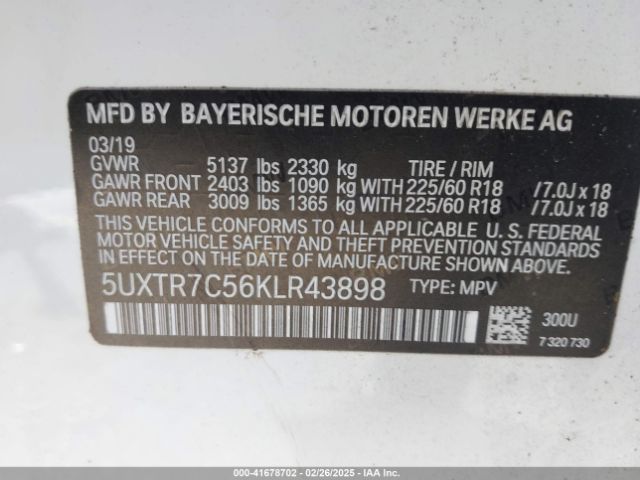 MFD BY BAYERISCHE MOTOREN WERKE AG
03/19
GVWR 5137 lbs 2330 kg TIRE / RIM
GAWR FRONT 2403 lbs 1090 kg WITH 225/60 R18 /7.0J x 18
GAWR REAR 3009 lbs 1365 kg WITH 225/60 R18 /7.0J x 18
THIS VEHICLE CONFORMS TO ALL APPLICABLE U. S. FEDERAL
MOTOR VEHICLE SAFETY AND THEFT PREVENTION STANDARDS
IN EFFECT ON THE DATE OF MANUFACTURE SHOWN ABOVE.
5UXTR7C56KLR43898 TYPE: MPV
300U
7 320 730
000-41678702 - 02/26/2025 - IAAI.COM